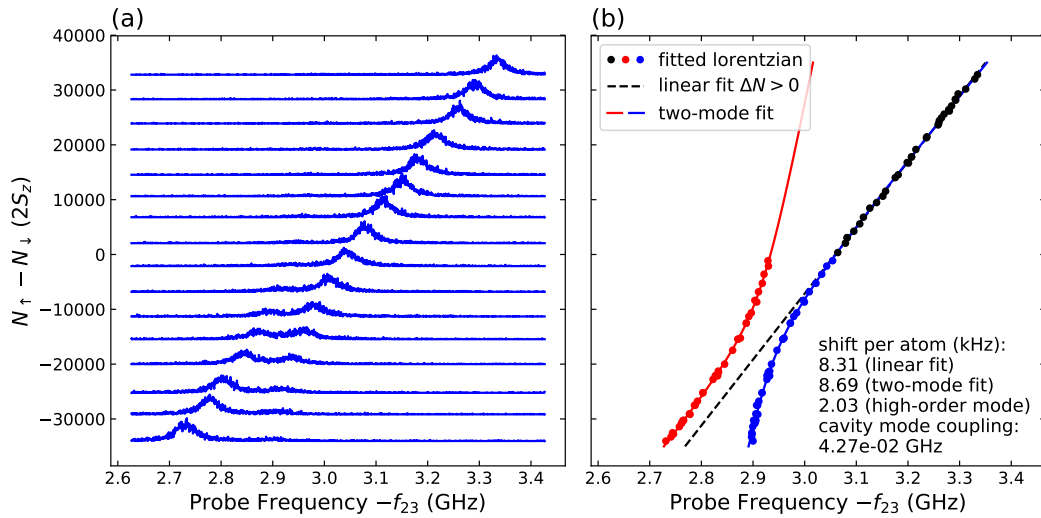 (a)
(b)
40000
30000
20000
10000
0
−10000
−20000
−30000
N↑ − N↓ (2Sz)
2.6 2.7 2.8 2.9 3.0 3.1 3.2 3.3 3.4
Probe Frequency −f23 (GHz)
fitted lorentzian
linear fit ΔN > 0
two-mode fit
shift per atom (kHz):
8.31 (linear fit)
8.69 (two-mode fit)
2.03 (high-order mode)
cavity mode coupling:
4.27e-02 GHz
2.6 2.7 2.8 2.9 3.0 3.1 3.2 3.3 3.4
Probe Frequency −f23 (GHz)